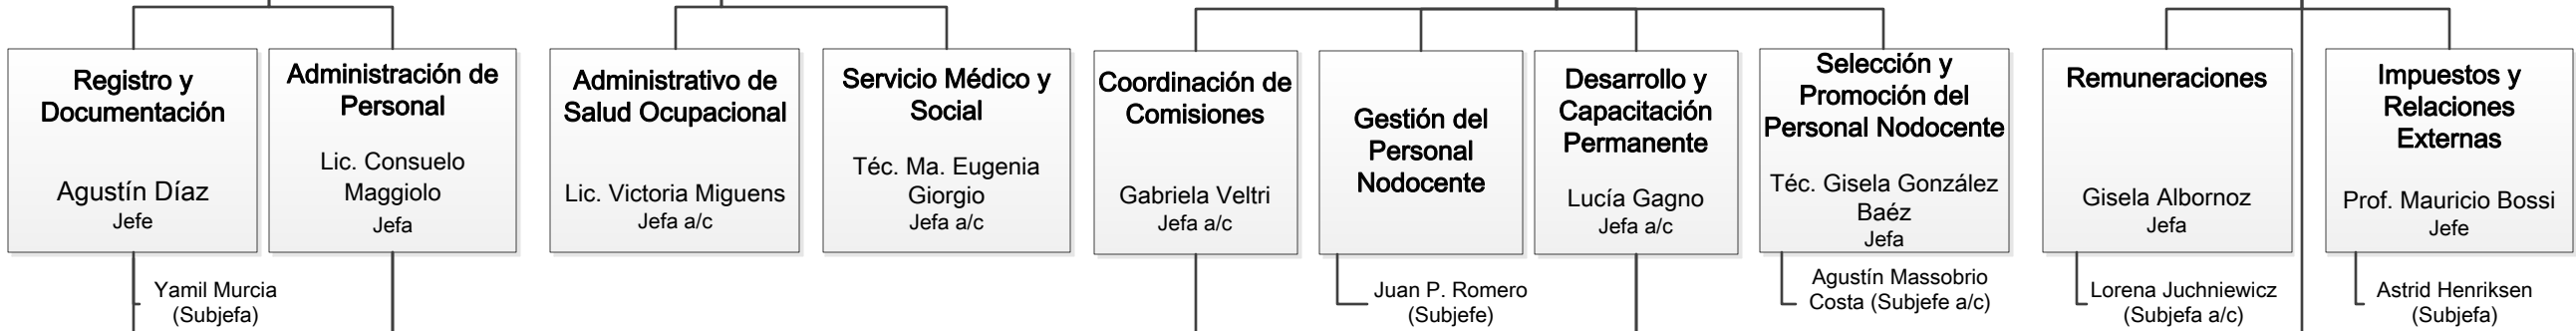 Registro y
Documentación
Agustín Díaz
Jefe
Yamil Murcia
(Subjefa)
Administración de
Personal
Lic. Consuelo
Maggiolo
Jefa
Administrativo de
Salud Ocupacional
Lic. Victoria Miguens
Jefa a/c
Servicio Médico y
Social
Téc. Ma. Eugenia
Giorgio
Jefa a/c
Coordinación de
Comisiones
Gabriela Veltri
Jefa a/c
Gestión del
Personal
Nodocente
Juan P. Romero
(Subjefe)
Desarrollo y
Capacitación
Permanente
Lucía Gagno
Jefa a/c
Selección y
Promoción del
Personal Nodocente
Téc. Gisela González
Baéz
Jefa
Agustín Massobrio
Costa (Subjefe a/c)
Remuneraciones
Gisela Albornoz
Jefa
Lorena Juchniewicz
(Subjefa a/c)
Impuestos y
Relaciones
Externas
Prof. Mauricio Bossi
Jefe
Astrid Henriksen
(Subjefa)